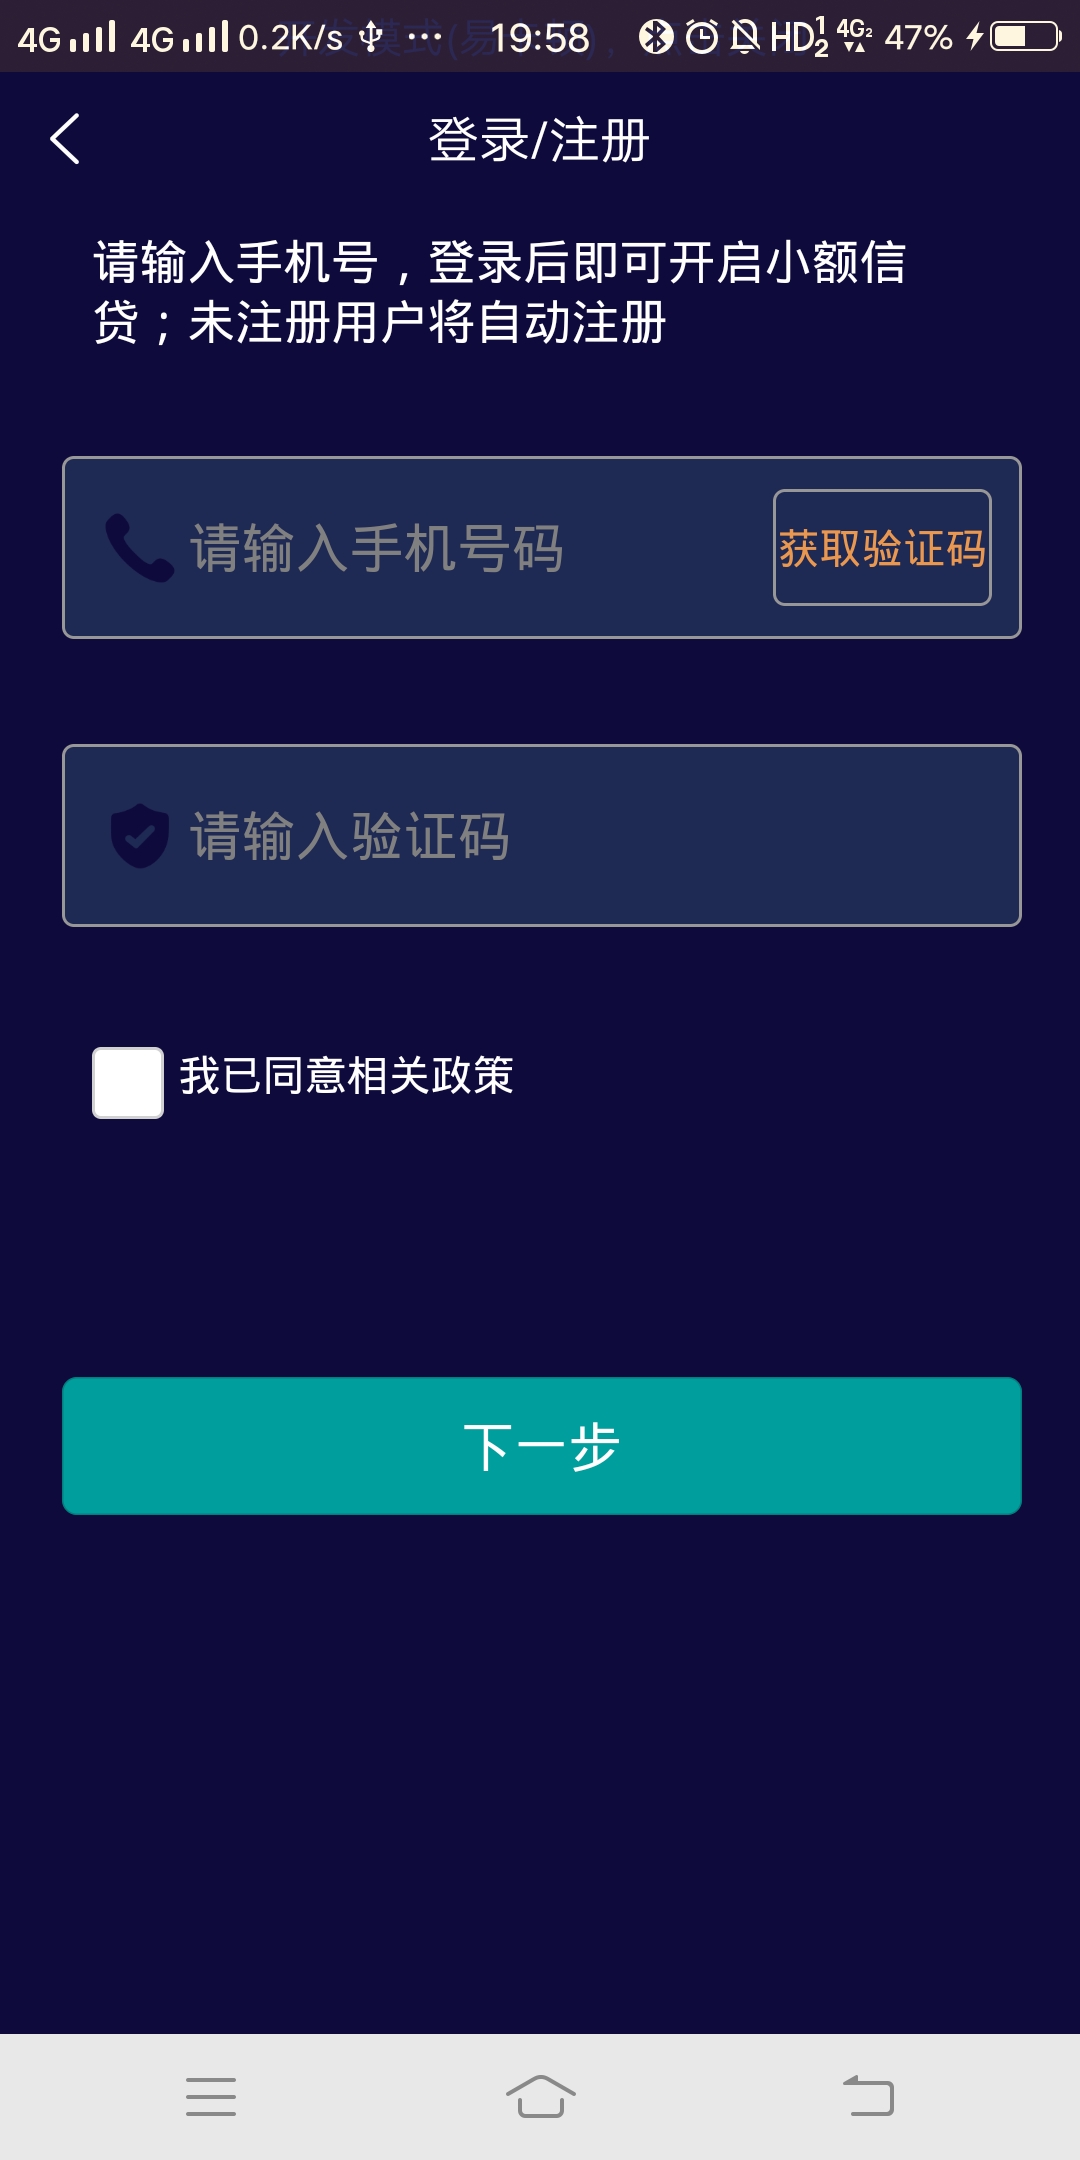 4G 4G 0.2K/s ... 19:58 HD 1 2 4G2 47%
登录/注册
请输入手机号，登录后即可开启小额信
贷；未注册用户将自动注册
请输入手机号码 获取验证码
请输入验证码
我已同意相关政策
下一步